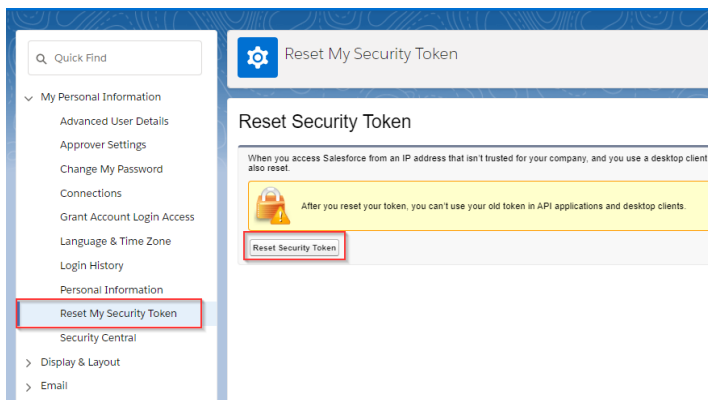 Quick Find
My Personal Information
Advanced User Details
Approver Settings
Change My Password
Connections
Grant Account Login Access
Language & Time Zone
Login History
Personal Information
Reset My Security Token
Security Central
Display & Layout
Email
Reset My Security Token
Reset Security Token
When you access Salesforce from an IP address that isn't trusted for your company, and you use a desktop client
also reset.
After you reset your token, you can't use your old token in API applications and desktop clients.
Reset Security Token